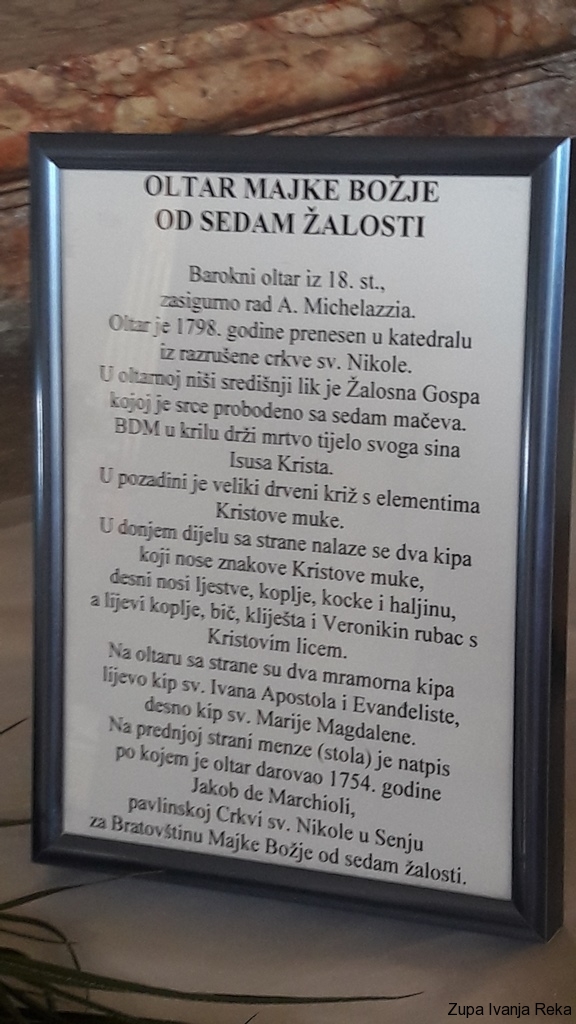 OLTAR MAJKE BOŽJE
OD SEDAM ŽALOSTI
Barokni oltar iz 18. st.,
zasigurno rad A. Michelazzia.
Oltar je 1798. godine prenesen u katedralu
iz razrušene crkve sv. Nikole.
U oltarnoj niši središnji lik je Žalosna Gospa
kojoj je srce probodeno sa sedam mačeva.
BDM u krilu drži mrtvo tijelo svoga sina
Isusa Krista.
U pozadini je veliki drveni križ s elementima
Kristove muke.
U donjem dijelu sa strane nalaze se dva kipa
koji nose znakove Kristove muke,
desni nosi ljestve, koplje, kocke i haljinu,
a lijevi koplje, bič, kliješta i Veronikin rubac s
Kristovim licem.
Na oltaru sa strane su dva mramorna kipa
lijevo kip sv. Ivana Apostola i Evanđeliste,
desno kip sv. Marije Magdalene.
Na prednjoj strani menze (stola) je natpis
po kojem je oltar darovao 1754. godine
Jakob de Marchioli,
pavlinskoj Crkvi sv. Nikole u Senju
za Bratovštinu Majke Božje od sedam žalosti.
Zupa Ivanja Reka